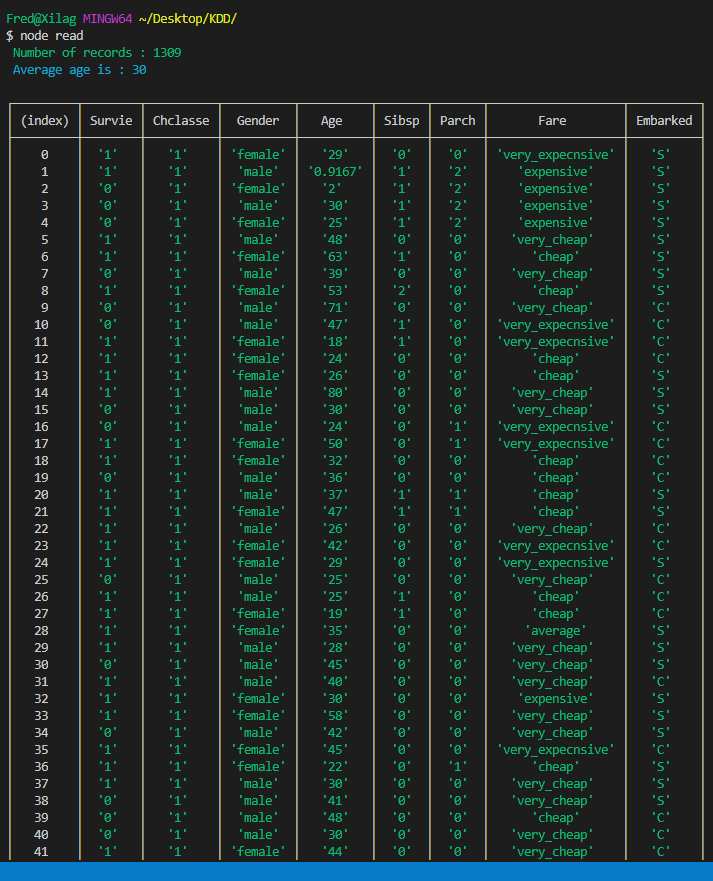 Fred@Xilag MINGW64 ~/Desktop/KDD/
$ node read
Number of records : 1309
Average age is : 30
(index) Survie Chclasse Gender Age Sibsp Parch Fare Embarked
0 '1' '1' 'female' '29' '0' '0' 'very_expecnsive' 'S'
1 '1' '1' 'male' '0.9167' '1' '2' 'expensive' 'S'
2 '0' '1' 'female' '2' '1' '2' 'expensive' 'S'
3 '0' '1' 'male' '30' '1' '2' 'expensive' 'S'
4 '0' '1' 'female' '25' '1' '2' 'expensive' 'S'
5 '1' '1' 'male' '48' '0' '0' 'very_cheap' 'S'
6 '1' '1' 'female' '63' '1' '0' 'cheap' 'S'
7 '0' '1' 'male' '39' '0' '0' 'very_cheap' 'S'
8 '1' '1' 'female' '53' '2' '0' 'cheap' 'S'
9 '0' '1' 'male' '71' '0' '0' 'very_cheap' 'C'
10 '0' '1' 'male' '47' '1' '0' 'very_expecnsive' 'C'
11 '1' '1' 'female' '18' '1' '0' 'very_expecnsive' 'C'
12 '1' '1' 'female' '24' '0' '0' 'cheap' 'C'
13 '1' '1' 'female' '26' '0' '0' 'cheap' 'S'
14 '1' '1' 'male' '80' '0' '0' 'very_cheap' 'S'
15 '0' '1' 'male' '30' '0' '0' 'very_cheap' 'S'
16 '0' '1' 'male' '24' '0' '1' 'very_expecnsive' 'C'
17 '1' '1' 'female' '50' '0' '1' 'very_expecnsive' 'C'
18 '1' '1' 'female' '32' '0' '0' 'cheap' 'C'
19 '0' '1' 'male' '36' '0' '0' 'cheap' 'C'
20 '1' '1' 'male' '37' '1' '1' 'cheap' 'S'
21 '1' '1' 'female' '47' '1' '1' 'cheap' 'S'
22 '1' '1' 'male' '26' '0' '0' 'very_cheap' 'C'
23 '1' '1' 'female' '42' '0' '0' 'very_expecnsive' 'C'
24 '1' '1' 'female' '29' '0' '0' 'very_expecnsive' 'S'
25 '0' '1' 'male' '25' '0' '0' 'very_cheap' 'C'
26 '1' '1' 'male' '25' '1' '0' 'cheap' 'C'
27 '1' '1' 'female' '19' '1' '0' 'cheap' 'C'
28 '1' '1' 'female' '35' '0' '0' 'average' 'S'
29 '1' '1' 'male' '28' '0' '0' 'very_cheap' 'S'
30 '0' '1' 'male' '45' '0' '0' 'very_cheap' 'S'
31 '1' '1' 'male' '40' '0' '0' 'very_cheap' 'C'
32 '1' '1' 'female' '30' '0' '0' 'expensive' 'S'
33 '1' '1' 'female' '58' '0' '0' 'very_cheap' 'S'
34 '0' '1' 'male' '42' '0' '0' 'very_cheap' 'S'
35 '1' '1' 'female' '45' '0' '0' 'very_expecnsive' 'C'
36 '1' '1' 'female' '22' '0' '1' 'cheap' 'S'
37 '1' '1' 'male' '30' '0' '0' 'very_cheap' 'S'
38 '0' '1' 'male' '41' '0' '0' 'very_cheap' 'S'
39 '0' '1' 'male' '48' '0' '0' 'cheap' 'C'
40 '0' '1' 'male' '30' '0' '0' 'very_cheap' 'C'
41 '1' '1' 'female' '44' '0' '0' 'very_cheap' 'C'